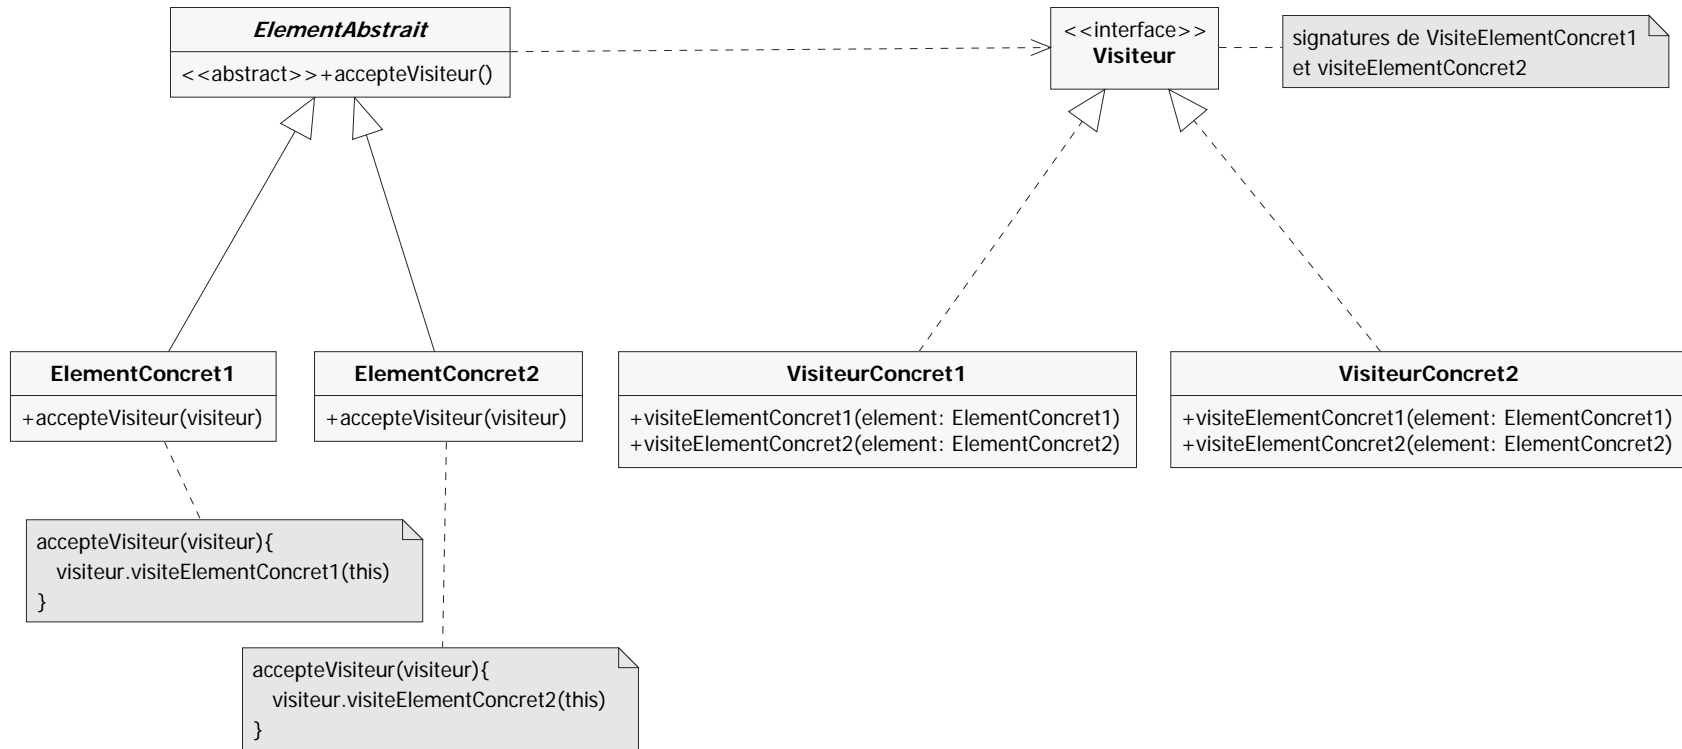 ElementAbstrait
<<abstract>>+accepteVisiteur()
<<interface>>
Visiteur
signatures de VisiteElementConcret1
et visiteElementConcret2
ElementConcret1
+accepteVisiteur(visiteur)
ElementConcret2
+accepteVisiteur(visiteur)
VisiteurConcret1
+visiteElementConcret1(element: ElementConcret1)
+visiteElementConcret2(element: ElementConcret2)
VisiteurConcret2
+visiteElementConcret1(element: ElementConcret1)
+visiteElementConcret2(element: ElementConcret2)
accepteVisiteur(visiteur){
visiteur.visiteElementConcret1(this)
}
accepteVisiteur(visiteur){
visiteur.visiteElementConcret2(this)
}